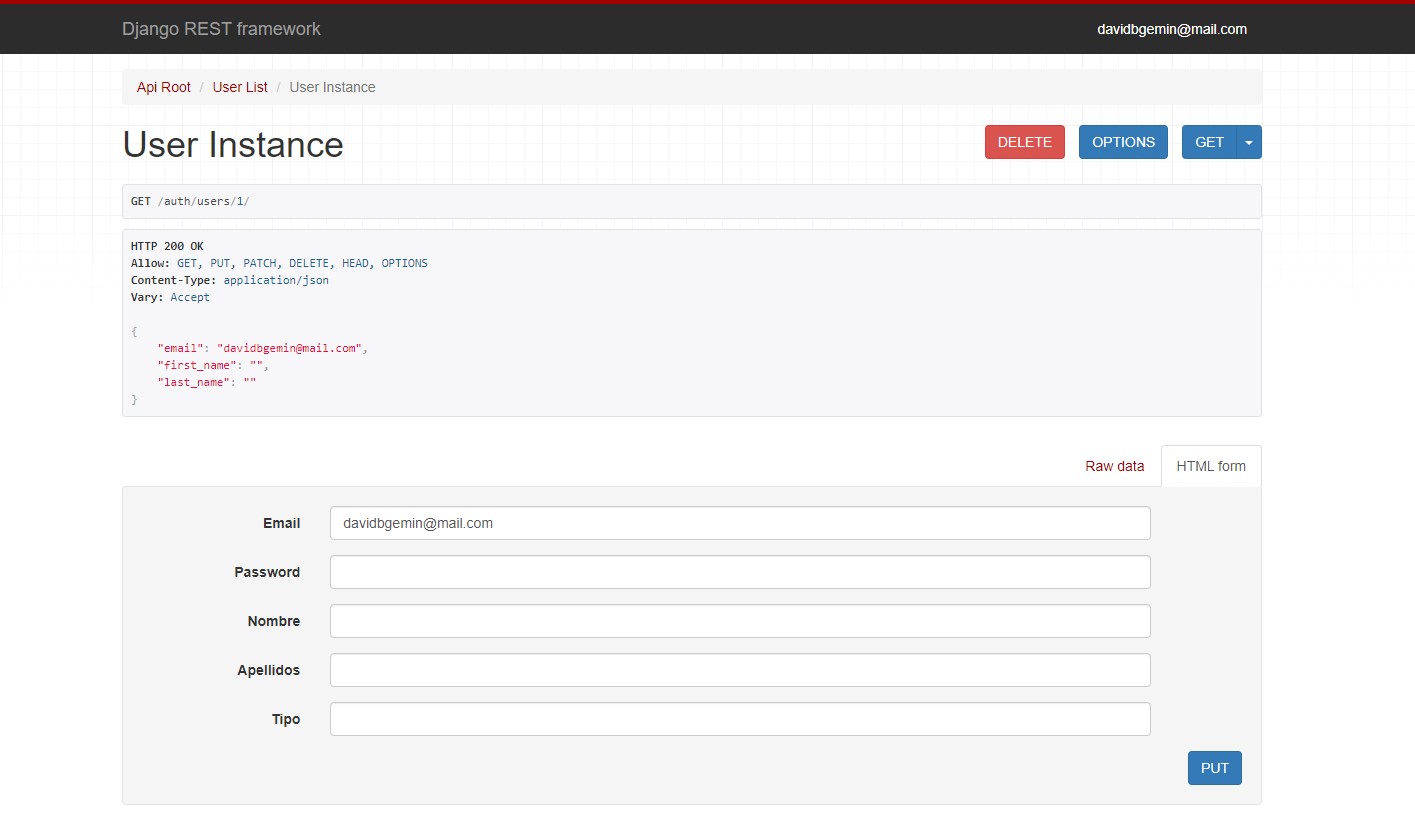 Django REST framework davidbgemin@mail.com
Api Root / User List / User Instance
User Instance DELETE OPTIONS GET
GET /auth/users/1/
HTTP 200 OK
Allow: GET, PUT, PATCH, DELETE, HEAD, OPTIONS
Content-Type: application/json
Vary: Accept
{
    "email": "davidbgemin@mail.com",
    "first_name": "",
    "last_name": ""
}
Raw data HTML form
Email davidbgemin@mail.com
Password
Nombre
Apellidos
Tipo
PUT